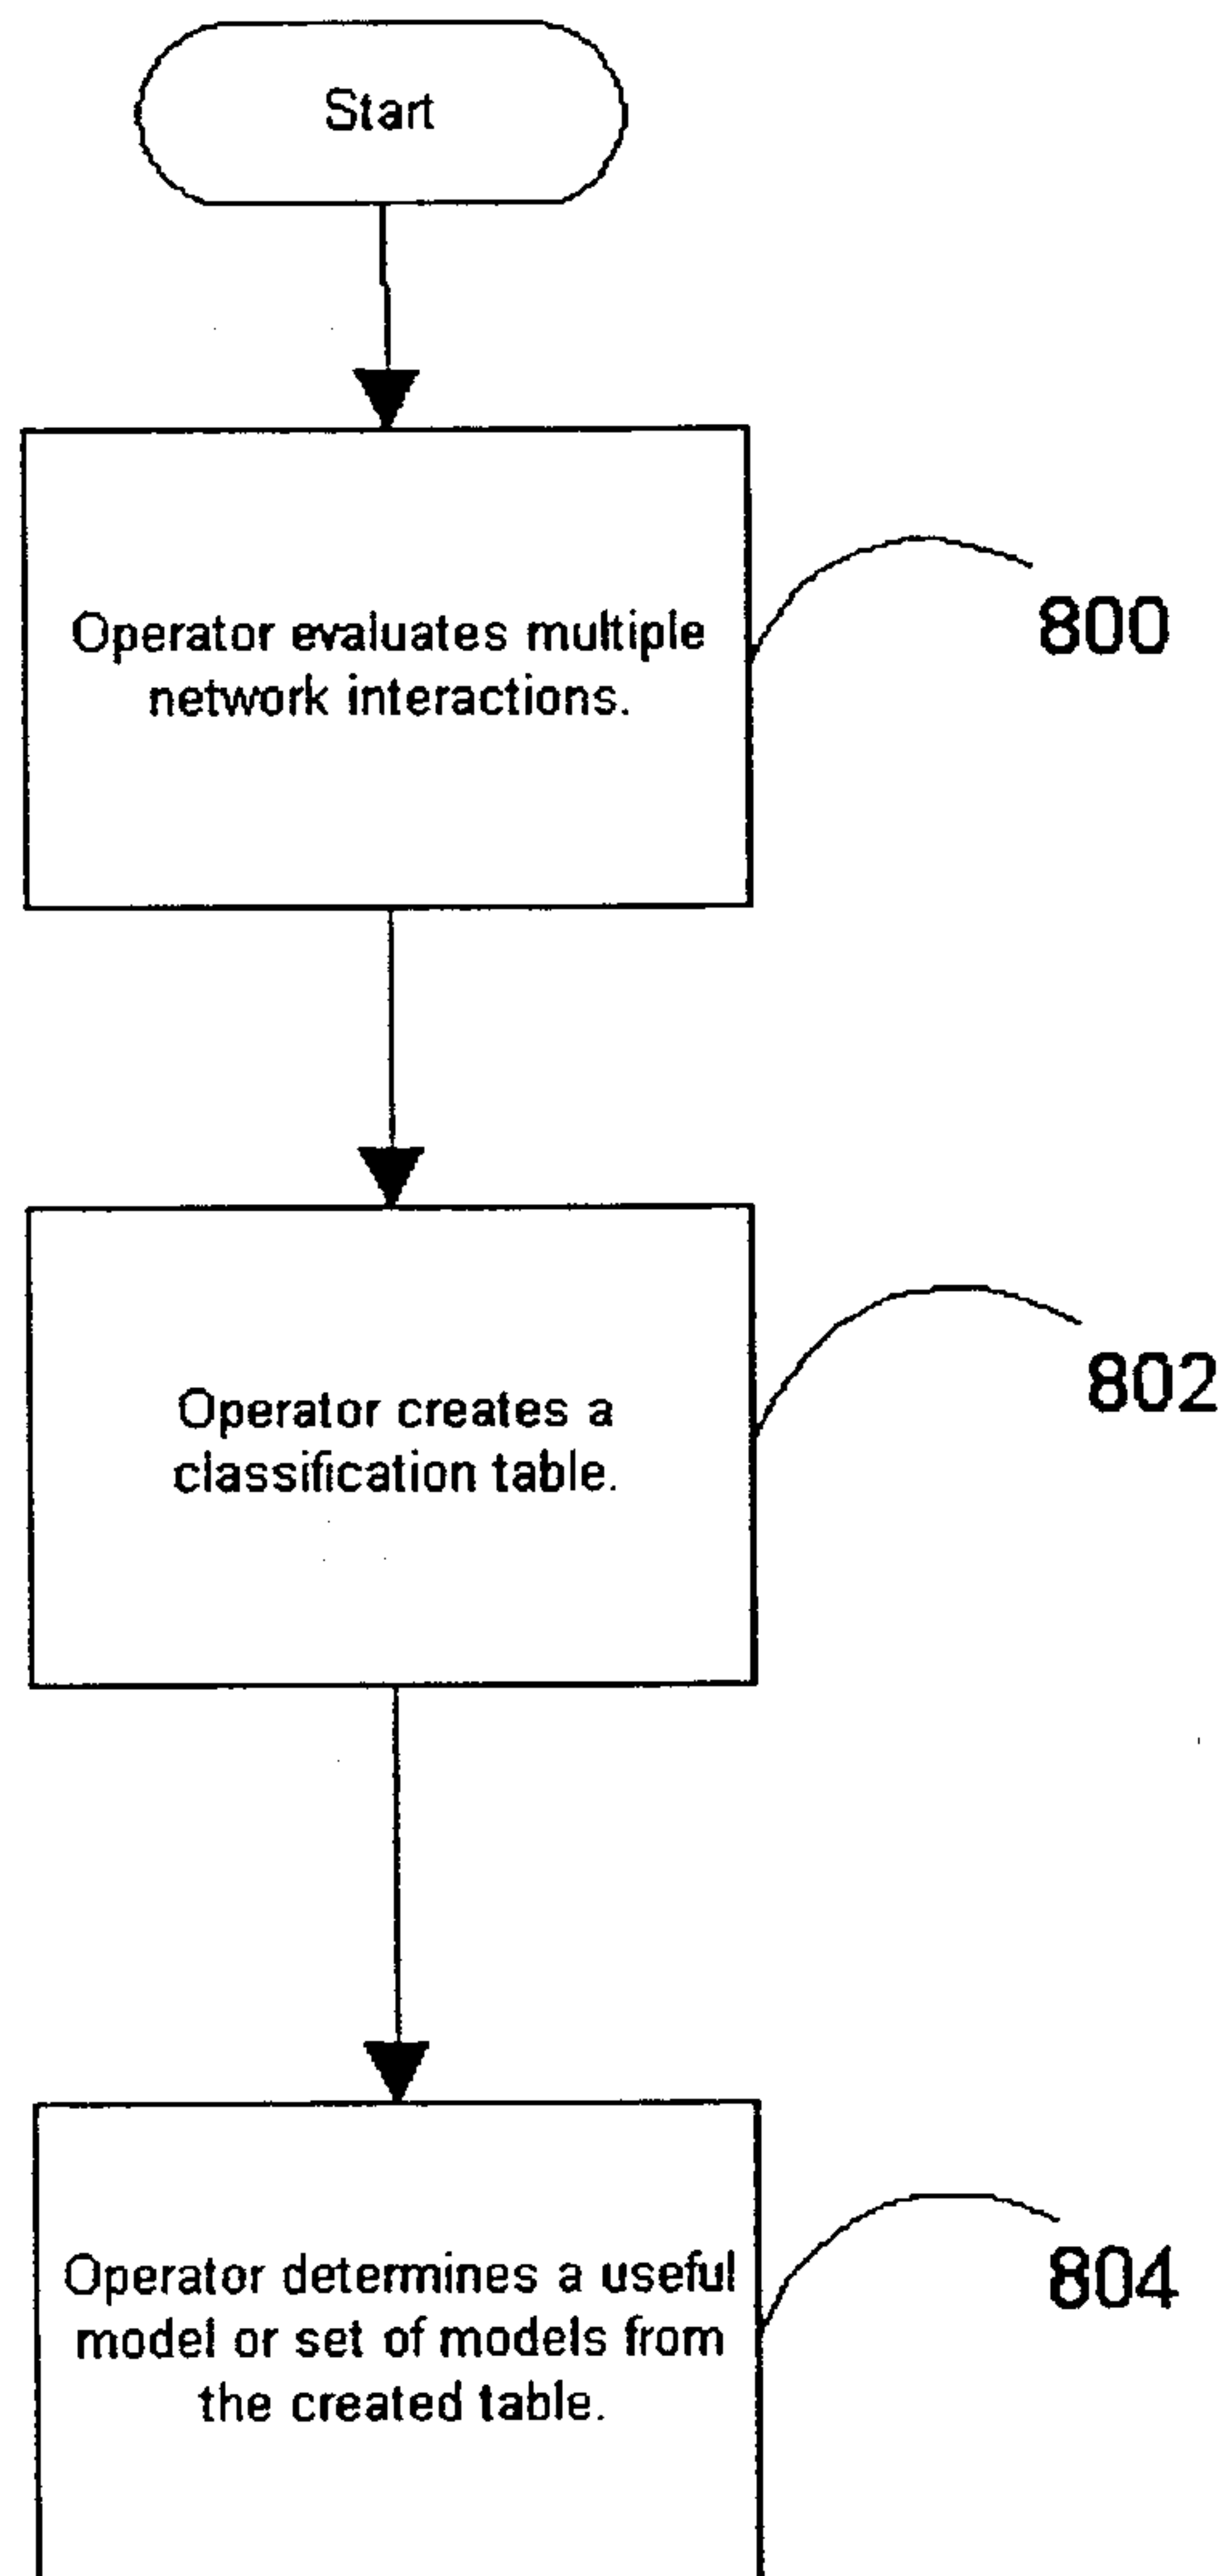 Start
Operator evaluates multiple
network interactions.
800
Operator creates a
classification table.
802
Operator determines a useful
model or set of models from
the created table.
804